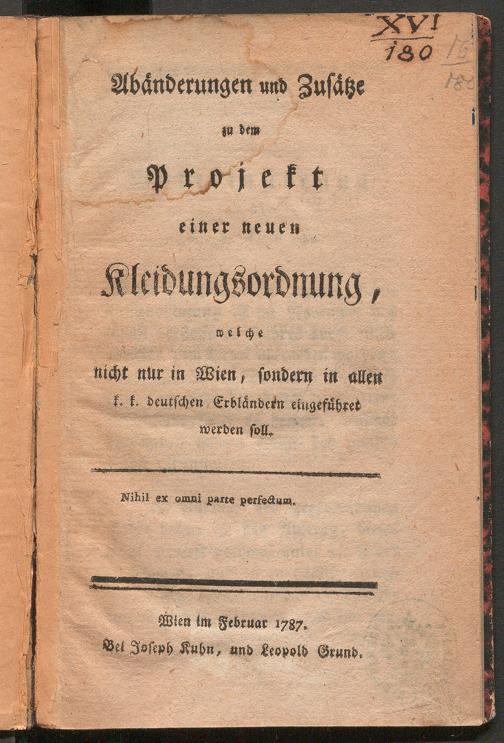 XVI
180
16
180
Abänderungen und Zusätze
zu dem
Projekt
einer neuen
Kleidungsordnung,
welche
nicht nur in Wien, sondern in allen
k. k. deutschen Erbländern eingeführet
werden soll.
Nihil ex omni parte perfectum.
Wien im Februar 1787.
Bei Joseph Kuhn, und Leopold Grund.